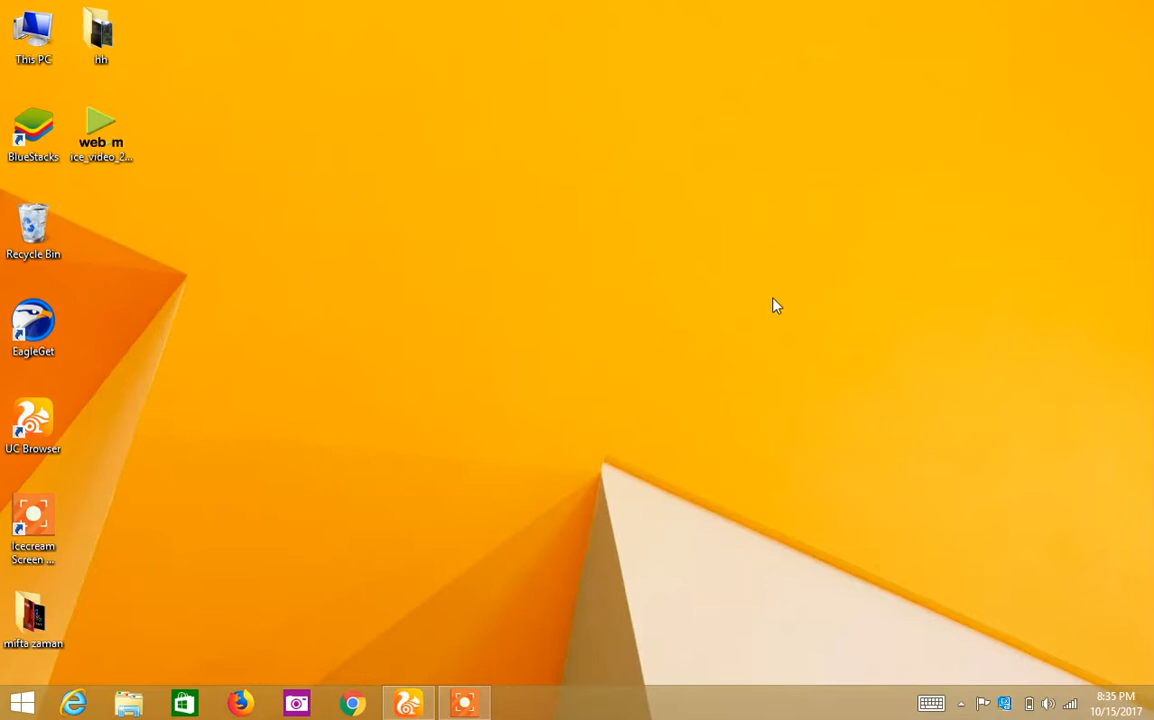 This PC
hh
BlueStacks
web m
ice_video_2...
Recycle Bin
EagleGet
UC Browser
Icecream
Screen ...
mifta zaman
8:35 PM
10/15/2017